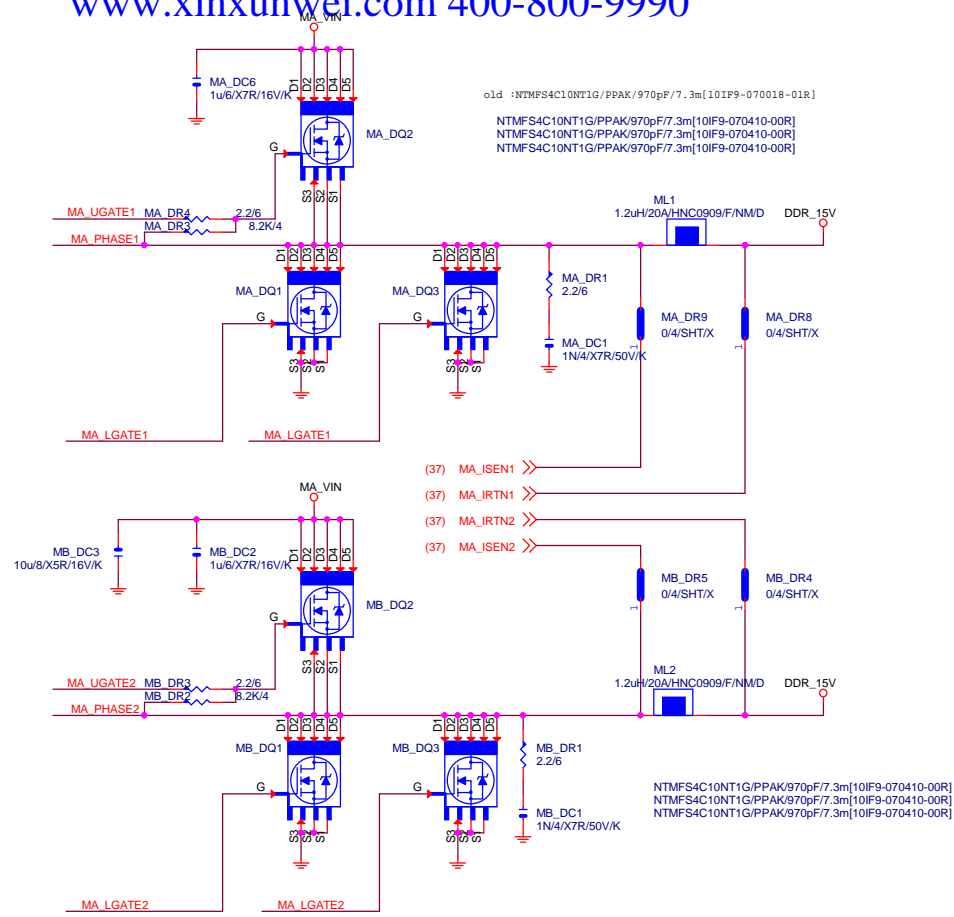 www.xinxunwei.com 400-800-9990
MA_VIN
D1
D2
D3
D4
D5
MA_DC6
1u/6/X7R/16V/K
old :NTMFS4C10NT1G/PPAK/970pF/7.3m[10IF9-070018-01R]
NTMFS4C10NT1G/PPAK/970pF/7.3m[10IF9-070410-00R]
NTMFS4C10NT1G/PPAK/970pF/7.3m[10IF9-070410-00R]
NTMFS4C10NT1G/PPAK/970pF/7.3m[10IF9-070410-00R]
MA_DQ2
G
S3
S2
S1
MA_UGATE1
MA_DR4
2.2/6
MA_DR3
8.2K/4
MA_PHASE1
ML1
1.2uH/20A/HNC0909/F/NM/D
DDR_15V
D1
D2
D3
D4
D5
D1
D2
D3
D4
D5
MA_DQ1
MA_DQ3
MA_DR1
2.2/6
G
G
MA_DR9
0/4/SHT/X
MA_DR8
0/4/SHT/X
1
1
MA_DC1
1N/4/X7R/50V/K
S3
S2
S1
S3
S2
S1
MA_LGATE1
MA_LGATE1
(37) MA_ISEN1
(37) MA_IRTN1
(37) MA_IRTN2
(37) MA_ISEN2
MA_VIN
D1
D2
D3
D4
D5
MB_DC3
10u/8/X5R/16V/K
MB_DC2
1u/6/X7R/16V/K
MB_DR5
0/4/SHT/X
MB_DR4
0/4/SHT/X
1
1
MB_DQ2
G
S3
S2
S1
MA_UGATE2
MB_DR3
2.2/6
MB_DR2
8.2K/4
MA_PHASE2
ML2
1.2uH/20A/HNC0909/F/NM/D
DDR_15V
D1
D2
D3
D4
D5
D1
D2
D3
D4
D5
MB_DQ1
MB_DQ3
MB_DR1
2.2/6
G
G
NTMFS4C10NT1G/PPAK/970pF/7.3m[10IF9-070410-00R]
NTMFS4C10NT1G/PPAK/970pF/7.3m[10IF9-070410-00R]
NTMFS4C10NT1G/PPAK/970pF/7.3m[10IF9-070410-00R]
MB_DC1
1N/4/X7R/50V/K
S3
S2
S1
S3
S2
S1
MA_LGATE2
MA_LGATE2